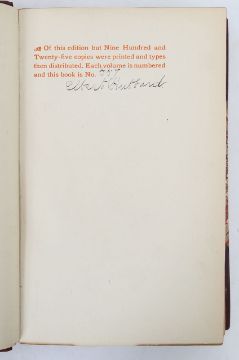 Of this edition but Nine Hundred and
Twenty-five copies were printed and types
then distributed. Each volume is numbered
and this book is No.
Elbert Hubbard